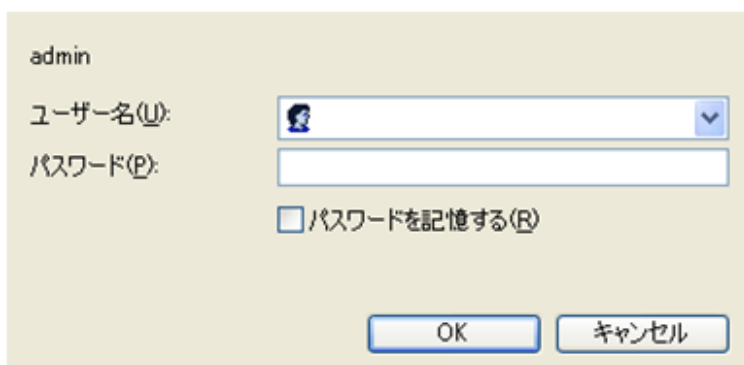 admin
ユーザー名(U):
パスワード(P):
パスワードを記憶する(R)
OK
キャンセル